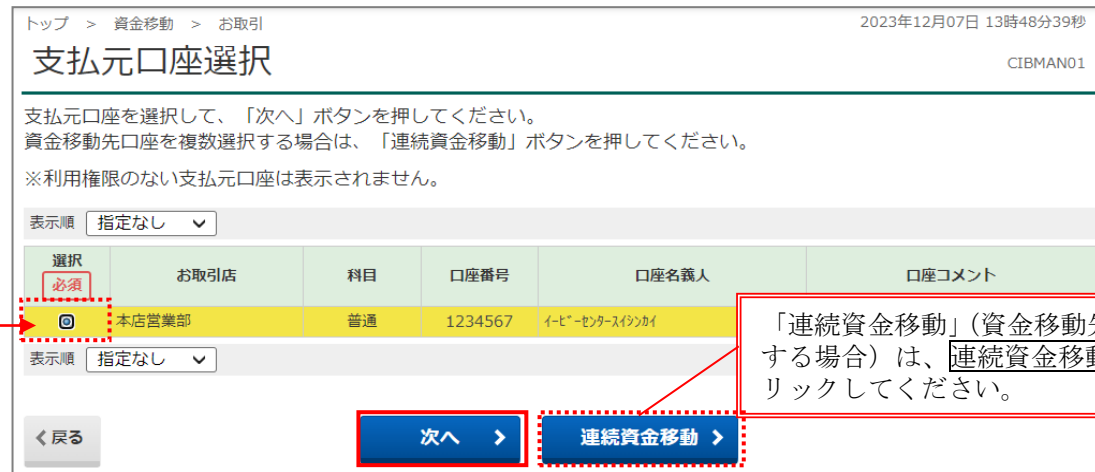 トップ > 資金移動 > お取引
2023年12月07日 13時48分39秒
支払元口座選択
CIBMAN01
支払元口座を選択して、「次へ」ボタンを押してください。
資金移動先口座を複数選択する場合は、「連続資金移動」ボタンを押してください。
※利用権限のない支払元口座は表示されません。
表示順 指定なし
選択 必須 お取引店 科目 口座番号 口座名義人 口座コメント
本店営業部 普通 1234567 ｲｰﾋﾞｰｾﾝﾀｰｽｲｼﾝｶｲ
表示順 指定なし
「連続資金移動」（資金移動先
する場合）は、連続資金移動
リックしてください。
戻る 次へ 連続資金移動